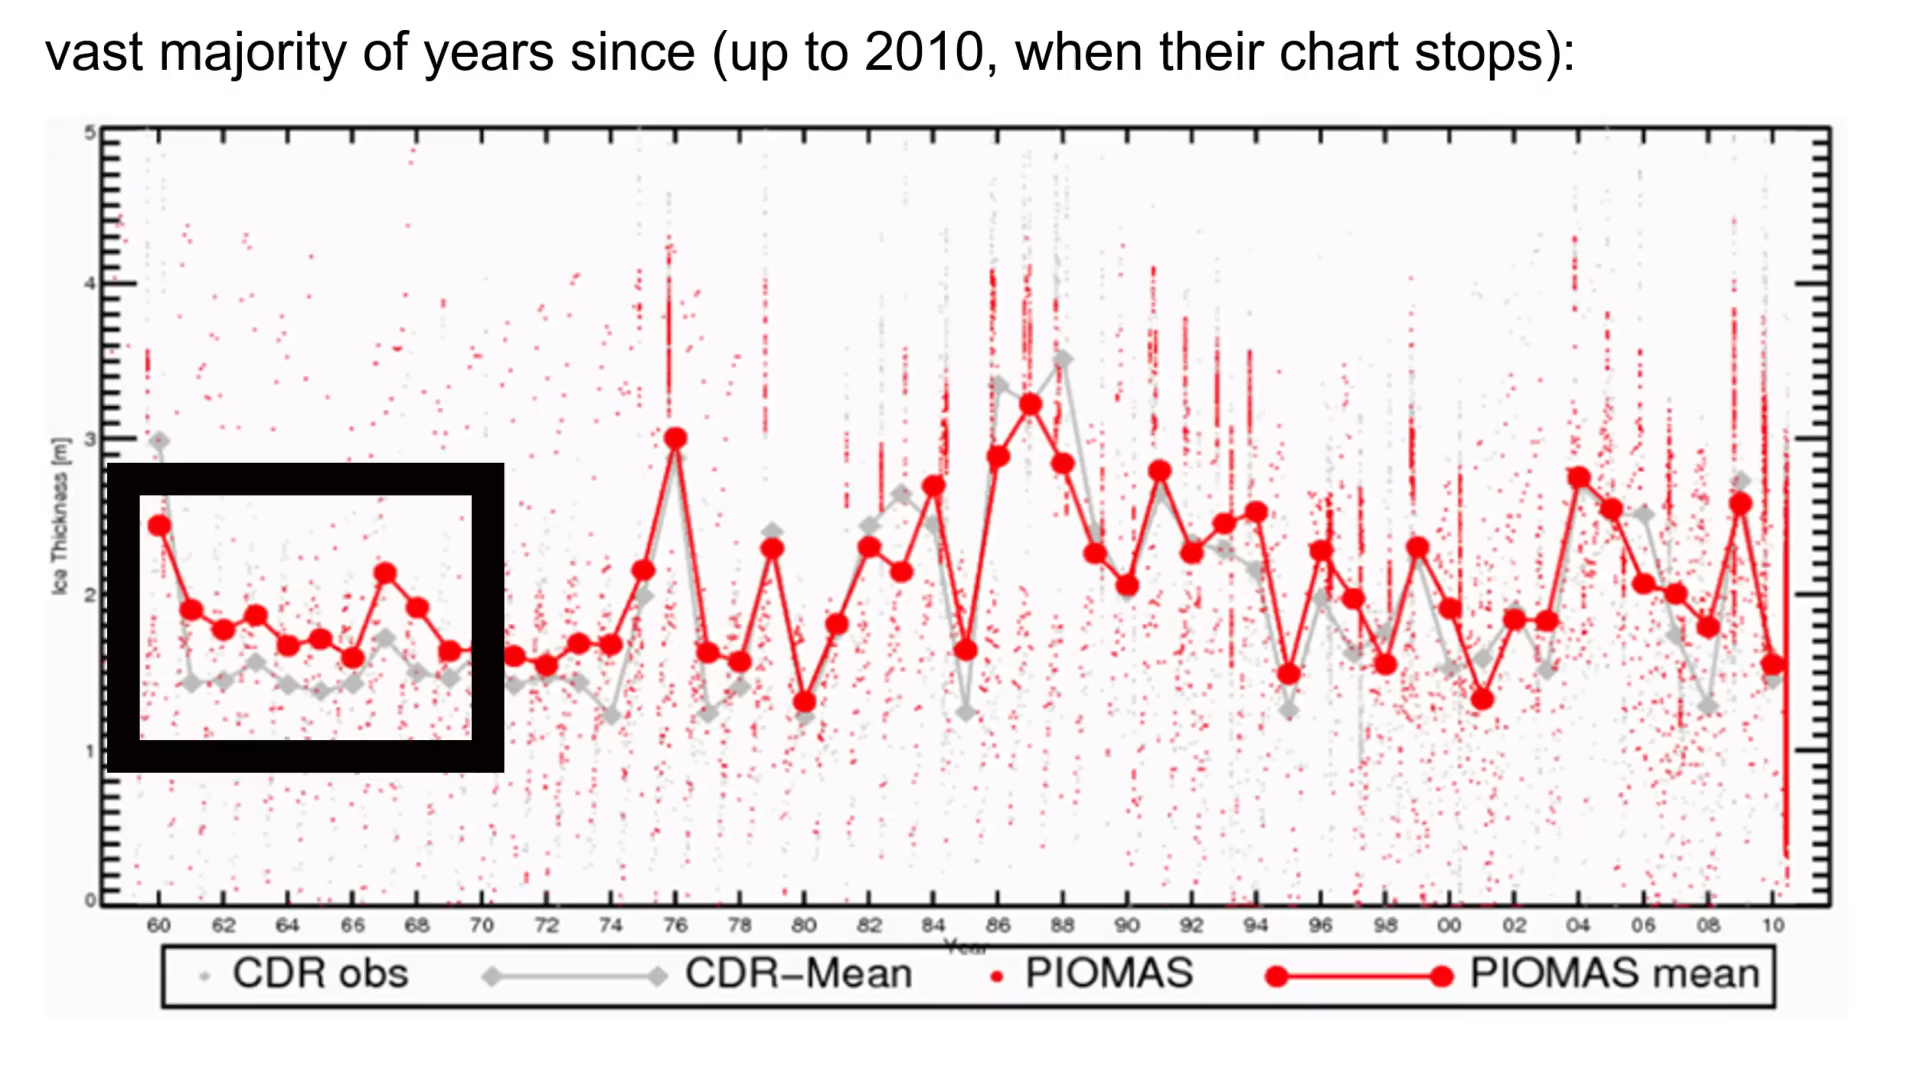 vast majority of years since (up to 2010, when their chart stops):
5
4
3
2
1
0
Ice Thickness [m]
60 62 64 66 68 70 72 74 76 78 80 82 84 86 88 90 92 94 96 98 00 02 04 06 08 10
Year
CDR obs CDR–Mean PIOMAS PIOMAS mean